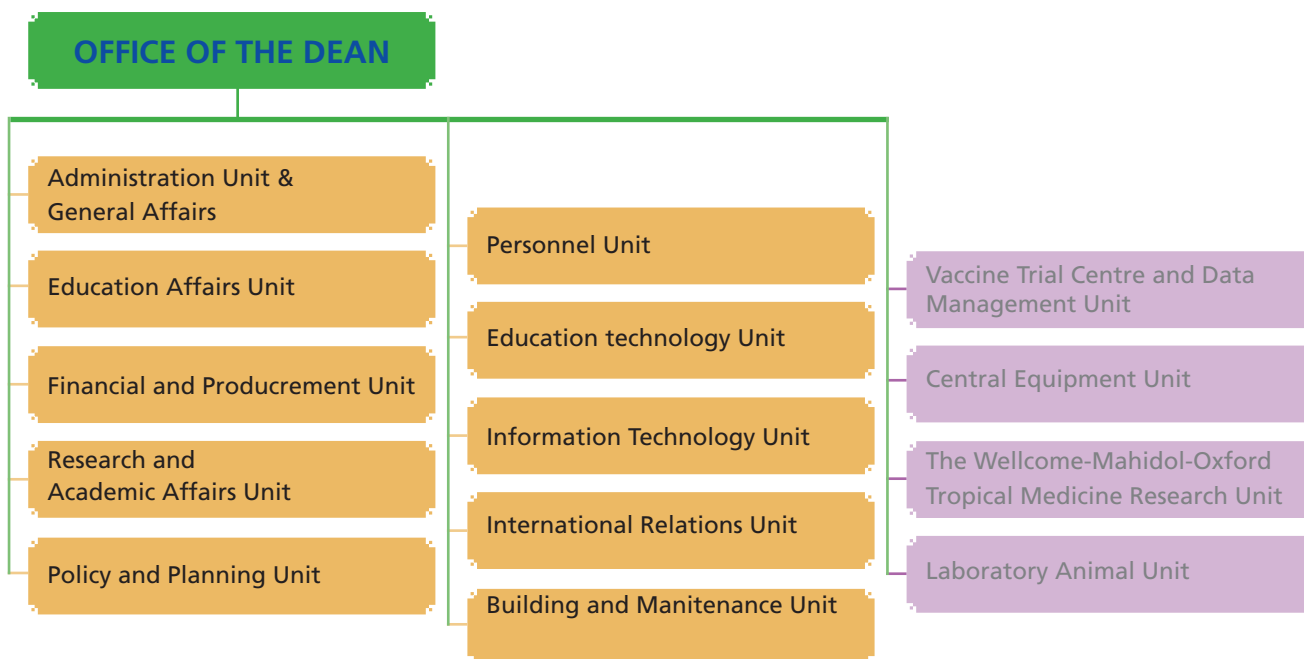 OFFICE OF THE DEAN
Administration Unit &
General Affairs
Education Affairs Unit
Financial and Producrement Unit
Research and
Academic Affairs Unit
Policy and Planning Unit
Personnel Unit
Education technology Unit
Information Technology Unit
International Relations Unit
Building and Manitenance Unit
Vaccine Trial Centre and Data
Management Unit
Central Equipment Unit
The Wellcome-Mahidol-Oxford
Tropical Medicine Research Unit
Laboratory Animal Unit